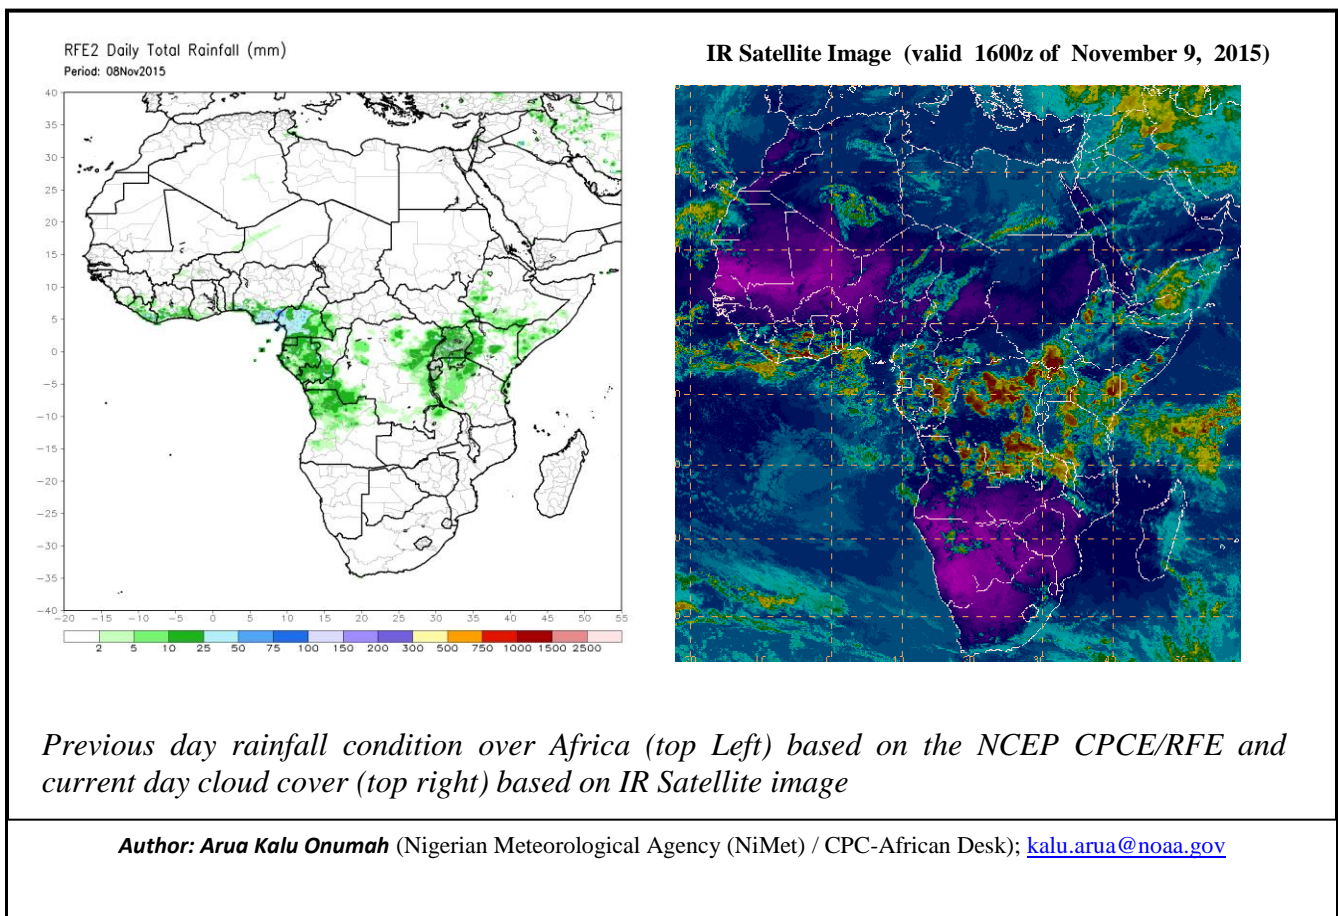 RFE2 Daily Total Rainfall (mm)
Period: 08Nov2015
IR Satellite Image (valid 1600z of November 9, 2015)
40
35
30
25
20
15
10
5
0
−5
−10
−15
−20
−25
−30
−35
−40
−20 −15 −10 −5 0 5 10 15 20 25 30 35 40 45 50 55
2 5 10 25 50 75 100 150 200 300 500 750 1000 1500 2500
Previous day rainfall condition over Africa (top Left) based on the NCEP CPCE/RFE and
current day cloud cover (top right) based on IR Satellite image
Author: Arua Kalu Onumah (Nigerian Meteorological Agency (NiMet) / CPC-African Desk); kalu.arua@noaa.gov